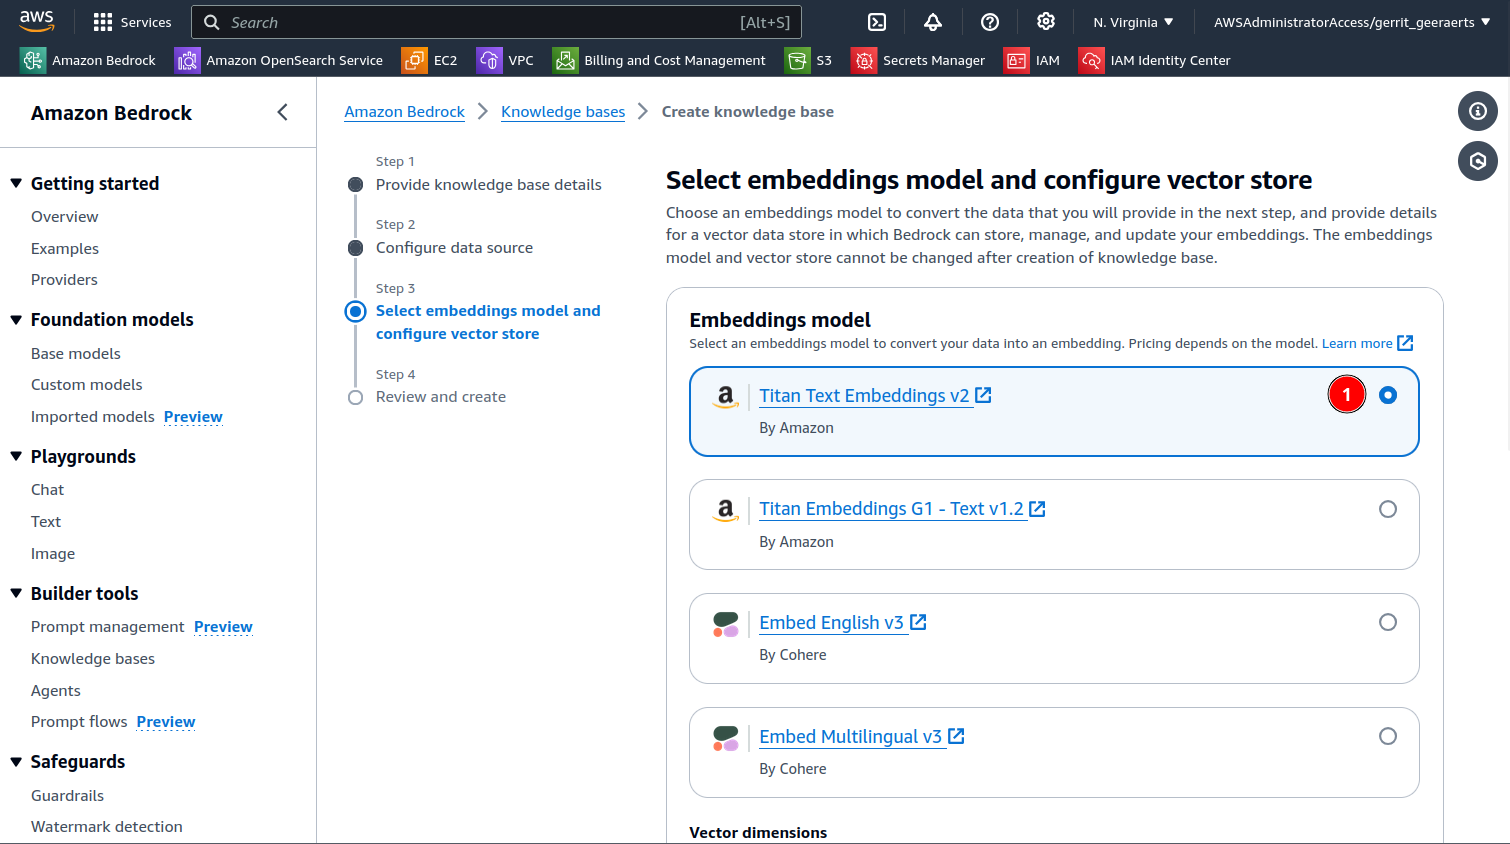 aws
Services
Search
[Alt+S]
N. Virginia
AWSAdministratorAccess/gerrit_geeraerts
Amazon Bedrock
Amazon OpenSearch Service
EC2
VPC
Billing and Cost Management
S3
Secrets Manager
IAM
IAM Identity Center
Amazon Bedrock
Getting started
Overview
Examples
Providers
Foundation models
Base models
Custom models
Imported models Preview
Playgrounds
Chat
Text
Image
Builder tools
Prompt management Preview
Knowledge bases
Agents
Prompt flows Preview
Safeguards
Guardrails
Watermark detection
Amazon Bedrock
Knowledge bases
Create knowledge base
Step 1
Provide knowledge base details
Step 2
Configure data source
Step 3
Select embeddings model and
configure vector store
Step 4
Review and create
Select embeddings model and configure vector store
Choose an embeddings model to convert the data that you will provide in the next step, and provide details
for a vector data store in which Bedrock can store, manage, and update your embeddings. The embeddings
model and vector store cannot be changed after creation of knowledge base.
Embeddings model
Select an embeddings model to convert your data into an embedding. Pricing depends on the model. Learn more
a
Titan Text Embeddings v2
1
By Amazon
a
Titan Embeddings G1 - Text v1.2
By Amazon
Embed English v3
By Cohere
Embed Multilingual v3
By Cohere
Vector dimensions